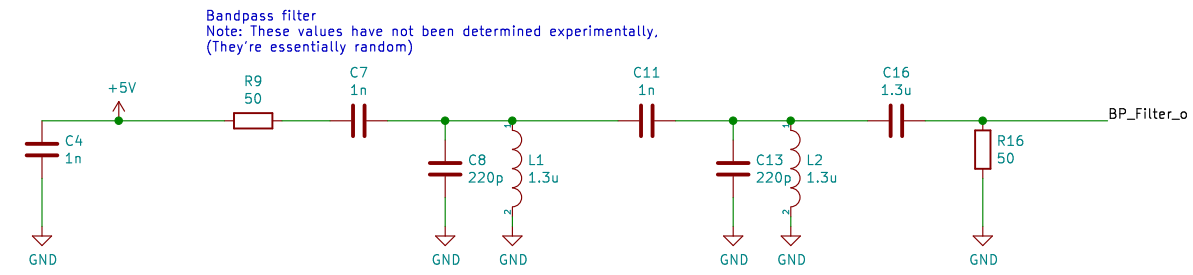 Bandpass filter
Note: These values have not been determined experimentally,
(They're essentially random)
+5V
R9
50
C7
1n
C11
1n
C16
1.3u
BP_Filter_o
C4
1n
1
1
C8
220p
L1
1.3u
C13
220p
L2
1.3u
R16
50
2
2
GND
GND
GND
GND
GND
GND